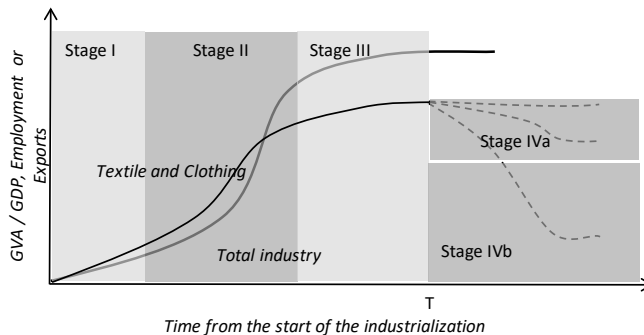 Stage I
Stage II
Stage III
GVA / GDP, Employment or
Exports
Textile and Clothing
Stage IVa
Total industry
Stage IVb
T
Time from the start of the industrialization